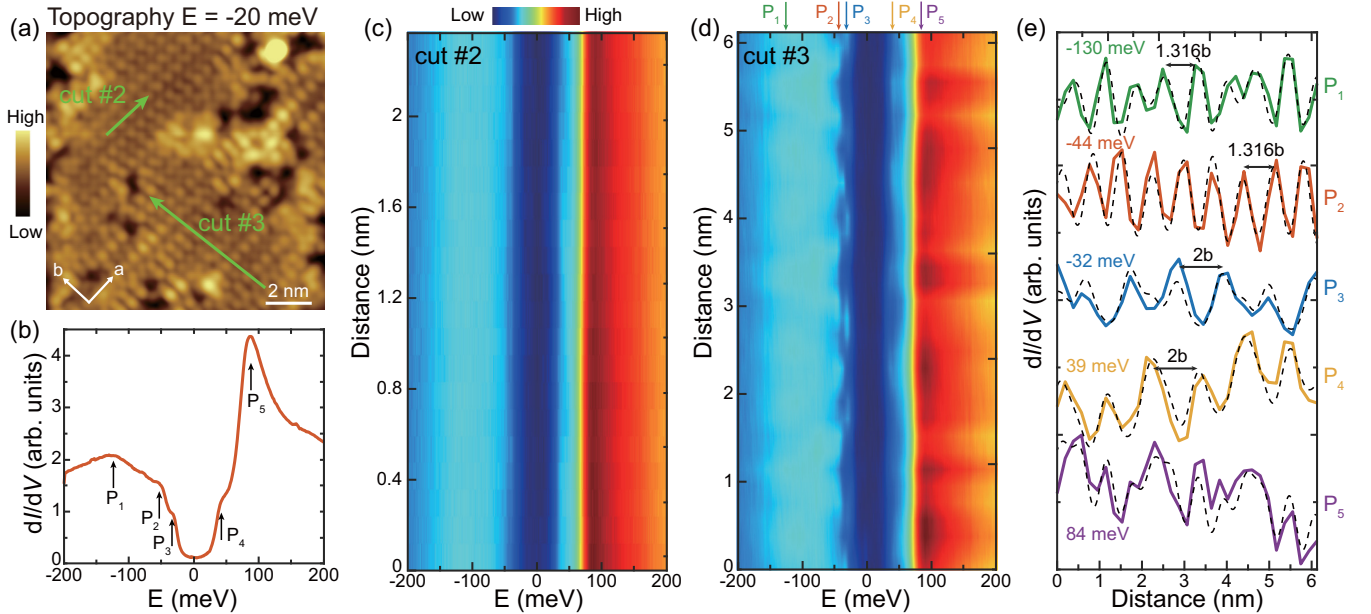 (a)
Topography E = -20 meV
High
Low
cut #2
cut #3
b
a
2 nm
(b)
dI/dV (arb. units)
4
3
2
1
0
P₁
P₂
P₃
P₄
P₅
-200
-100
0
100
200
E (meV)
Low
High
(c)
cut #2
Distance (nm)
2
1.6
1.2
0.8
0.4
0
-200
-100
0
100
200
E (meV)
P₁
P₂
P₃
P₄
P₅
(d)
cut #3
Distance (nm)
6
5
4
3
2
1
0
-200
-100
0
100
200
E (meV)
(e)
dI/dV (arb. units)
-130 meV
1.316b
P₁
-44 meV
1.316b
P₂
-32 meV
2b
P₃
39 meV
2b
P₄
84 meV
P₅
0
1
2
3
4
5
6
Distance (nm)